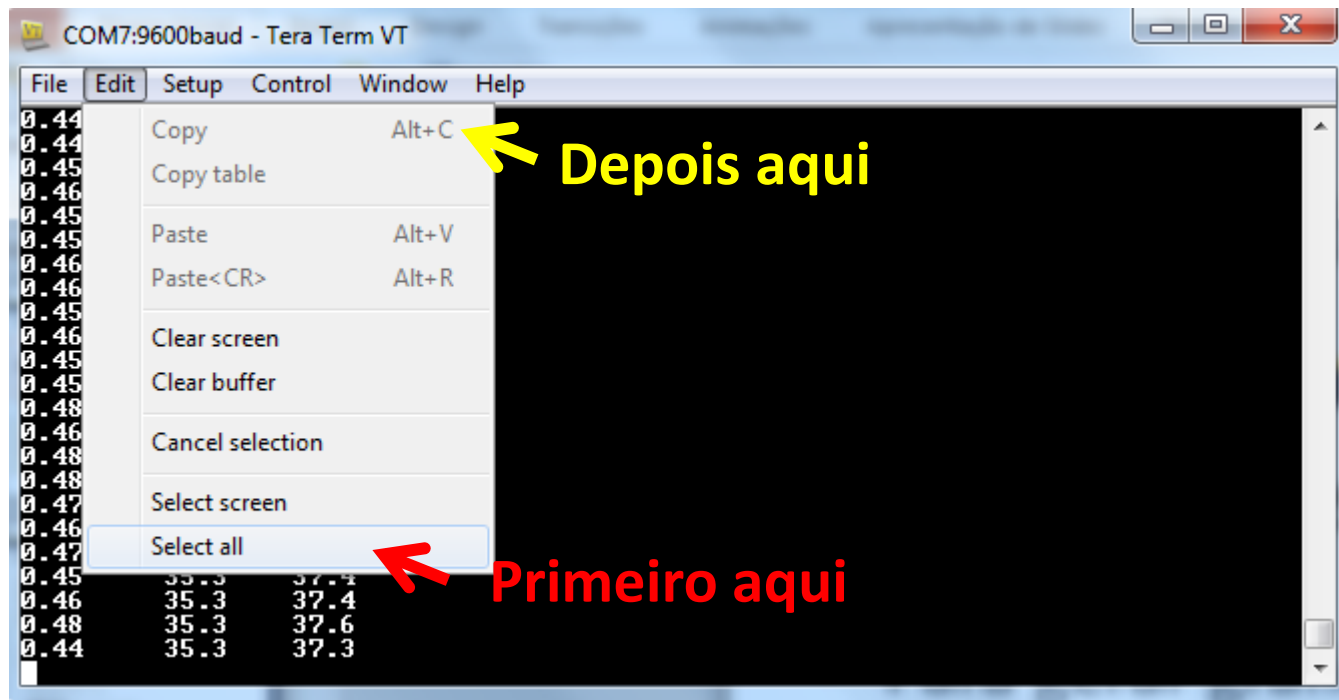 COM7:9600baud - Tera Term VT
File Edit Setup Control Window Help
0.44
0.44
0.45
0.46
0.45
0.45
0.46
0.46
0.45
0.46
0.45
0.45
0.48
0.46
0.48
0.48
0.47
0.46
0.47
Copy Alt+C
Copy table
Paste Alt+V
Paste<CR> Alt+R
Clear screen
Clear buffer
Cancel selection
Select screen
Select all
Depois aqui
Primeiro aqui
0.45 35.3 37.4
0.46 35.3 37.4
0.48 35.3 37.6
0.44 35.3 37.3